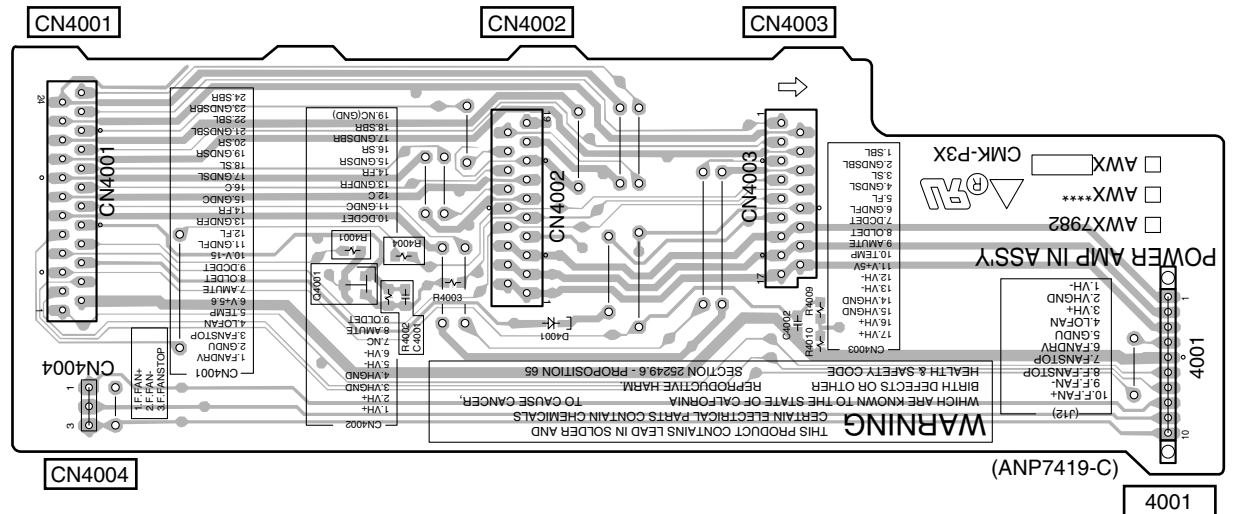 CN4001
CN4002
CN4003
24
CN4001
1
24.SBR
23.GNDSBR
22.SBL
21.GNDSBL
20.SR
19.GNDSR
18.SL
17.GNDSL
16.C
15.GNDC
14.FR
13.GNDFR
12.FL
11.GNDFL
10.V-15
9.DCDET
8.OLDET
7.AMUTE
6.V+5.6
5.TEMP
4.LOFAN
3.FANSTOP
2.GNDU
1.FANDRV
CN4001
19.NC(GND)
18.SBR
17.GNDSBR
16.SR
15.GNDSR
14.FR
13.GNDFR
12.C
11.GNDC
10.DCDET
R4001
R4004
Q4001
R4003
R4002
C4001
9.OLDET
8.AMUTE
7.NC
6.VH-
5.VH-
4.VHGND
3.VHGND
2.VH+
1.VH+
CN4002
19
CN4002
1
D4001
1
CN4003
17
C4002
R4009
R4010
1.SBL
2.GNDSBL
3.SL
4.GNDSL
5.FL
6.GNDFL
7.DCDET
8.OLDET
9.AMUTE
10.TEMP
11.V+5V
12.VH-
13.VH-
14.VHGND
15.VHGND
16.VH+
17.VH+
CN4003
CMK-P3X
AWX
AWX****
AWX7982
POWER AMP IN ASS'Y
1.VH-
2.VHGND
3.VH+
4.LOFAN
5.GNDU
6.FANDRV
7.FANSTOP
8.F.FANSTOP
9.F.FAN-
10.F.FAN+
(J12)
1
4001
10
CN4004
1
3
1.F.FAN+
2.F.FAN-
3.F.FANSTOP
WARNING
THIS PRODUCT CONTAINS LEAD IN SOLDER AND
CERTAIN ELECTRICAL PARTS CONTAIN CHEMICALS
WHICH ARE KNOWN TO THE STATE OF CALIFORNIA TO CAUSE CANCER,
BIRTH DEFECTS OR OTHER REPRODUCTIVE HARM.
HEALTH & SAFETY CODE SECTION 25249.6 - PROPOSITION 65
(ANP7419-C)
CN4004
4001